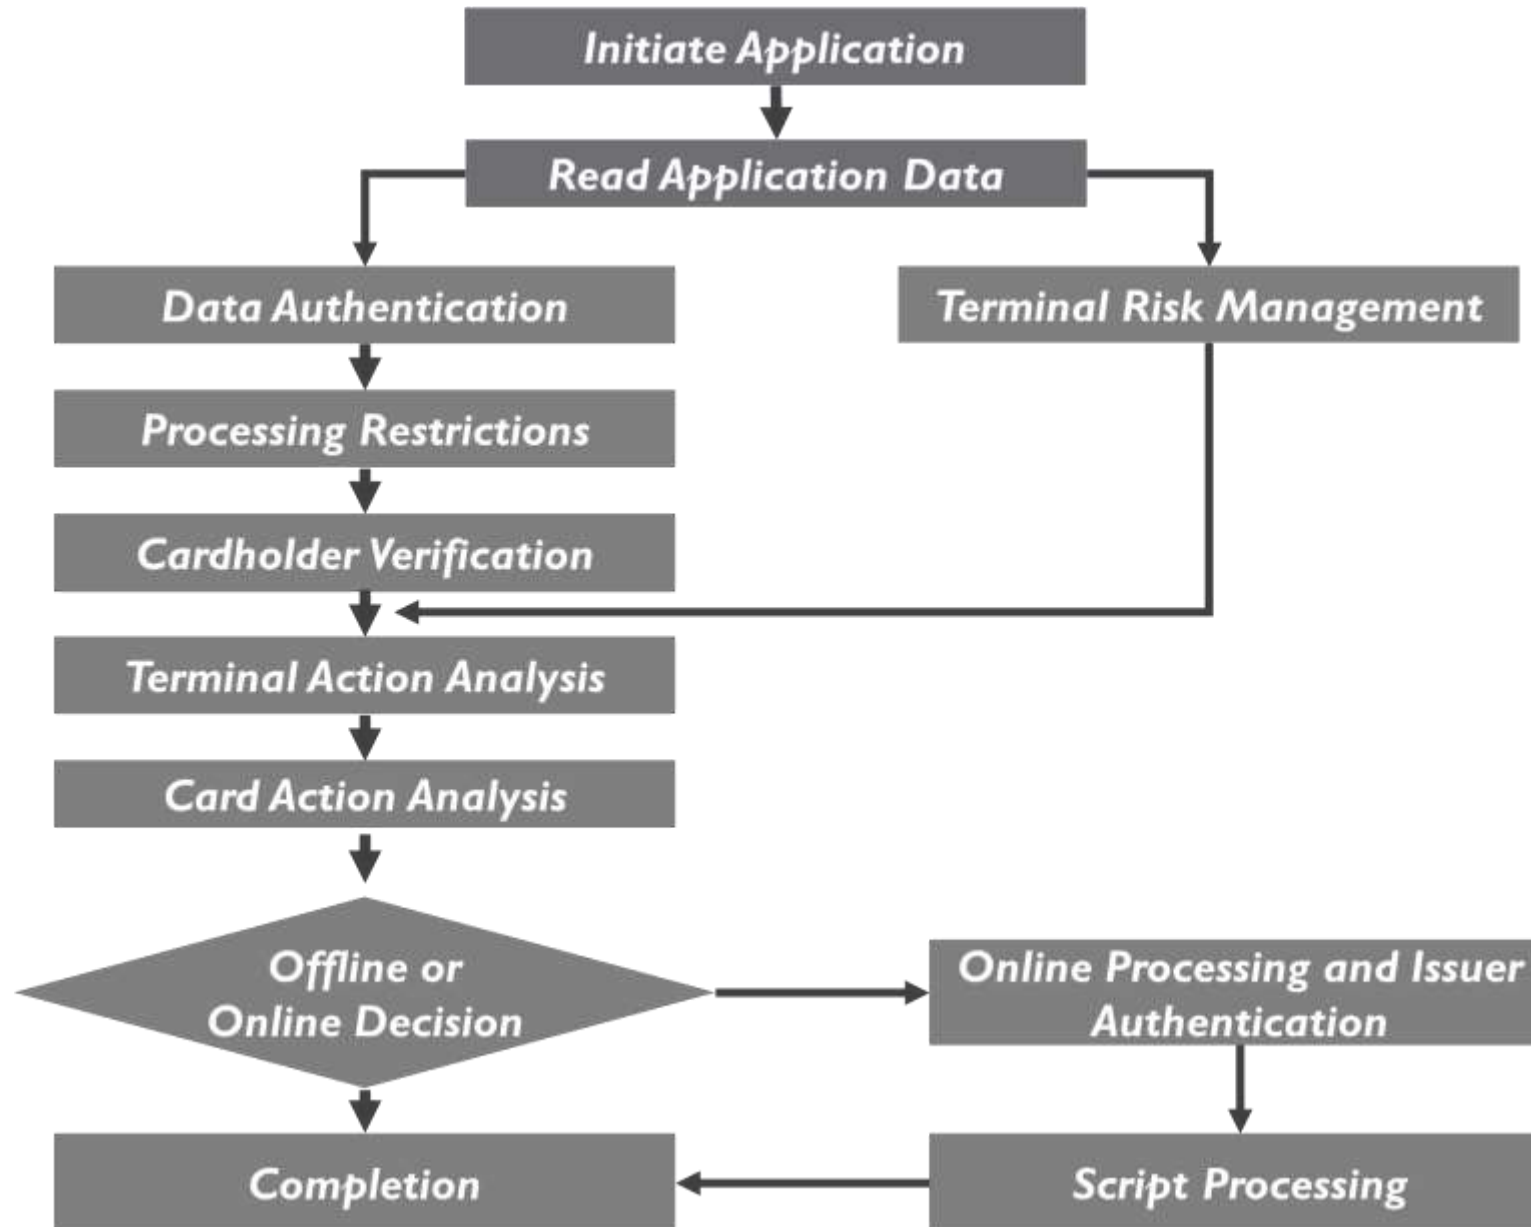 Initiate Application
Read Application Data
Data Authentication
Terminal Risk Management
Processing Restrictions
Cardholder Verification
Terminal Action Analysis
Card Action Analysis
Offline or
Online Decision
Online Processing and Issuer
Authentication
Completion
Script Processing